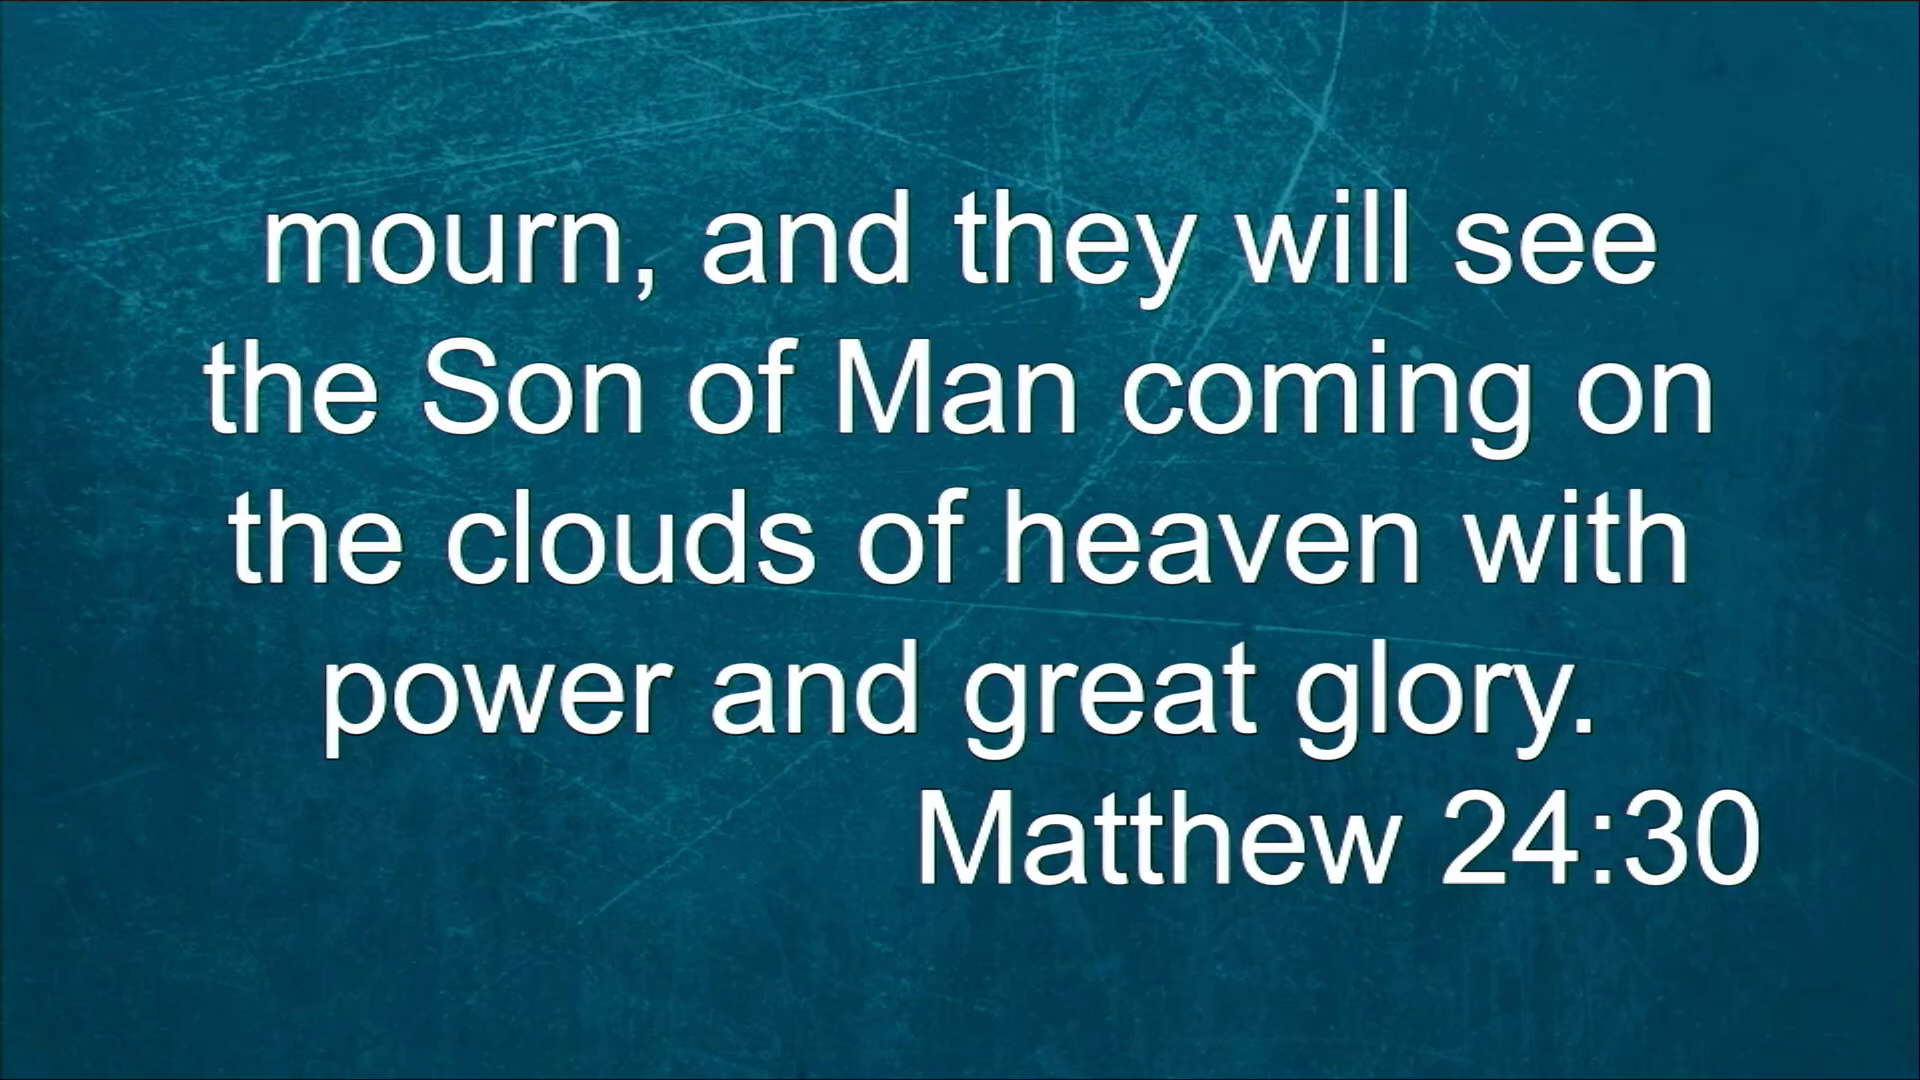 mourn, and they will see
the Son of Man coming on
the clouds of heaven with
power and great glory.
Matthew 24:30